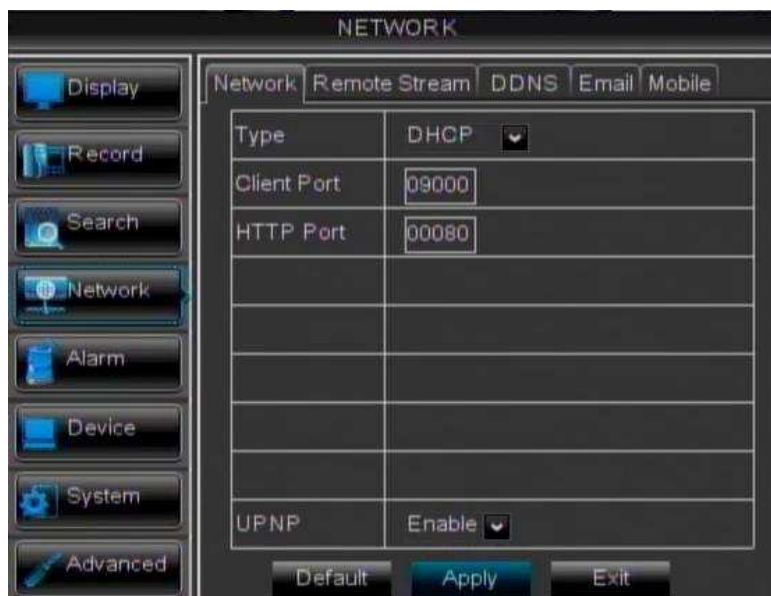 NETWORK
Display
Record
Search
Network
Alarm
Device
System
Advanced
Network Remote Stream DDNS Email Mobile
Type DHCP
Client Port 09000
HTTP Port 00080
UPNP Enable
Default Apply Exit